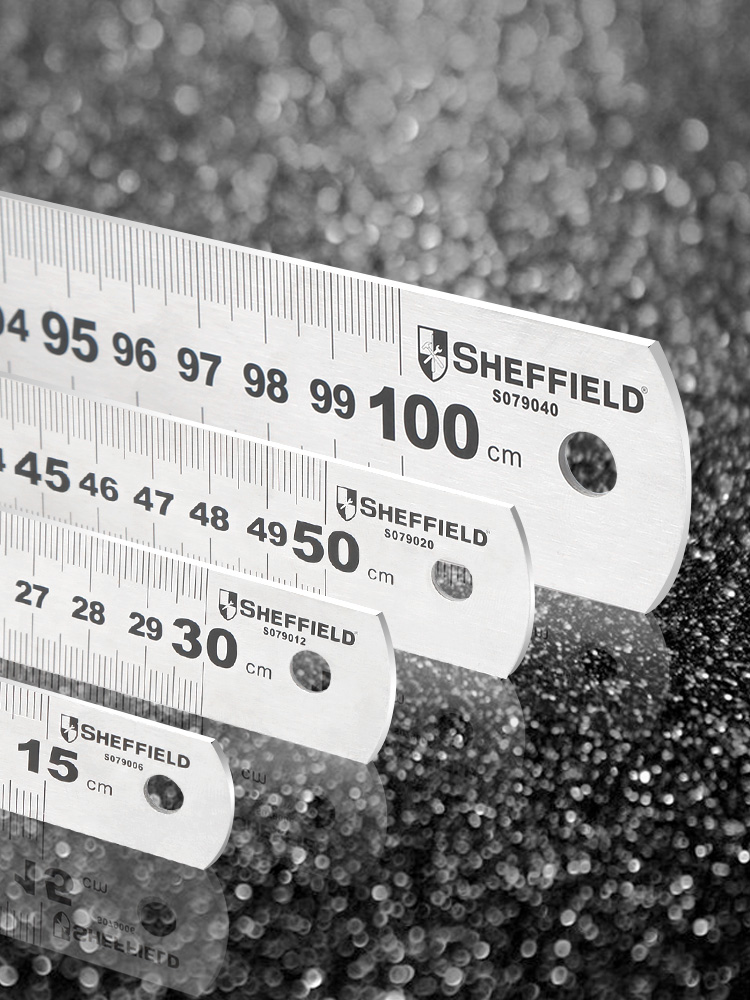 SHEFFIELD®
S079040
94 95 96 97 98 99 100 cm
SHEFFIELD
S079020
45 46 47 48 49 50 cm
SHEFFIELD
S079012
27 28 29 30 cm
SHEFFIELD
S079006
15 cm